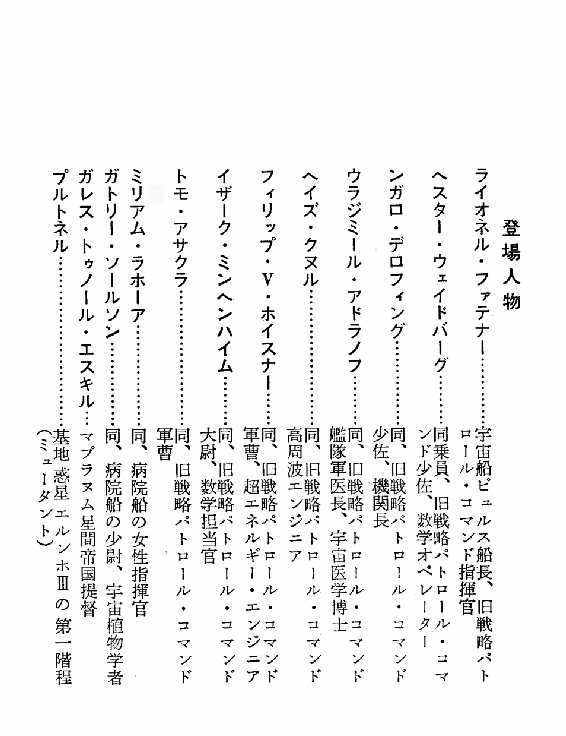 登場人物
ライオネル・ファテナー…………宇宙船ビュルス船長、旧戦略パト
ロール・コマンド指揮官
ヘスター・ウェイドバーグ………同乗員、旧戦略パトロール・コマ
ンド少佐、数学オペレーター
ンガロ・デロフィング……………同、旧戦略パトロール・コマンド
少佐、機関長
ウラジミール・アドラノフ………同、旧戦略パトロール・コマンド
艦隊軍医長、宇宙医学博士
ヘイズ・クヌル……………………同、旧戦略パトロール・コマンド
高周波エンジニア
フィリップ・V・ホイスナー……同、旧戦略パトロール・コマンド
軍曹、超エネルギー・エンジニア
イザーク・ミンヘンハイム………同、旧戦略パトロール・コマンド
大尉、数学担当官
トモ・アサクラ……………………同、旧戦略パトロール・コマンド
軍曹
ミリアム・ラホーア………………同、病院船の女性指揮官
ガトリー・ソールソン……………同、病院船の少尉、宇宙植物学者
ガレス・トゥノール・エスキル…マプラヌム星間帝国提督
プルトネル…………………………基地惑星エルンホⅢの第一階程
(ミュータント)